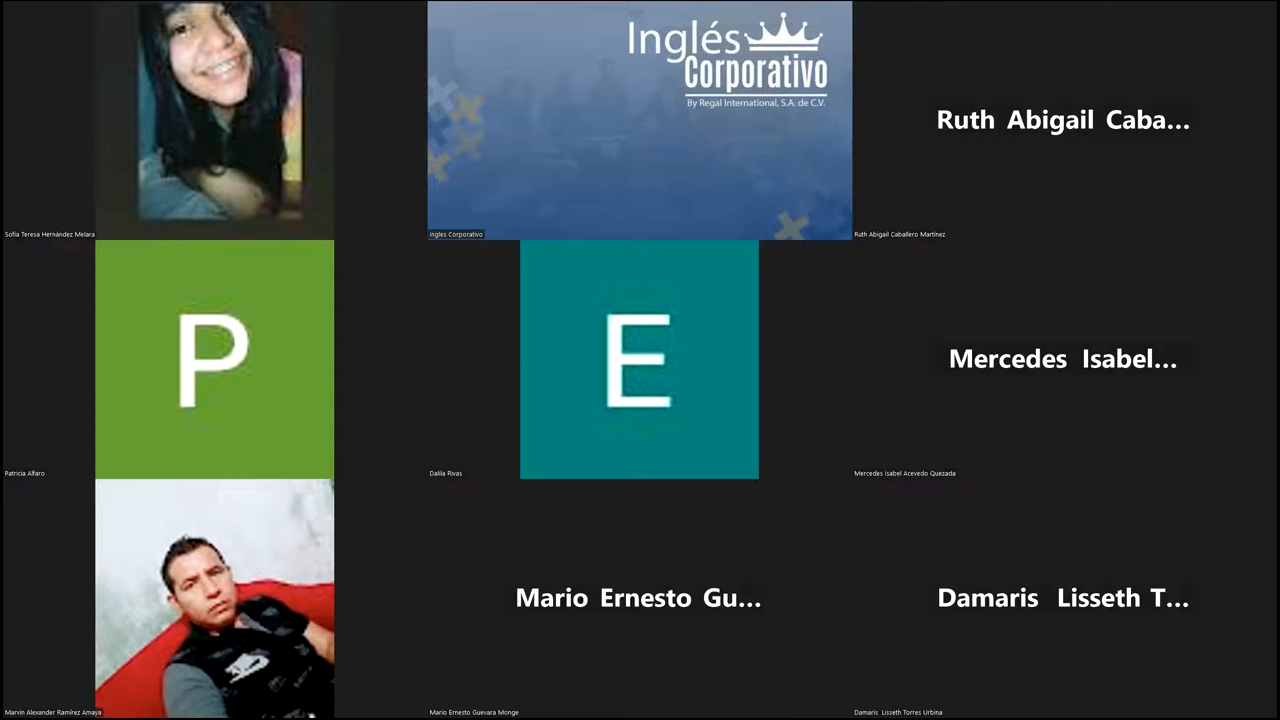 Inglés
Corporativo
By Regal International, S.A. de C.V.
Ruth Abigail Caba...
Sofía Teresa Hernández Melara
Ingles Corporativo
Ruth Abigail Caballero Martínez
P
E
Mercedes Isabel...
Patricia Alfaro
Dalila Rivas
Mercedes Isabel Acevedo Quezada
Mario Ernesto Gu...
Damaris Lisseth T...
Marvin Alexander Ramírez Amaya
Mario Ernesto Guevara Monge
Damaris Lisseth Torres Urbina